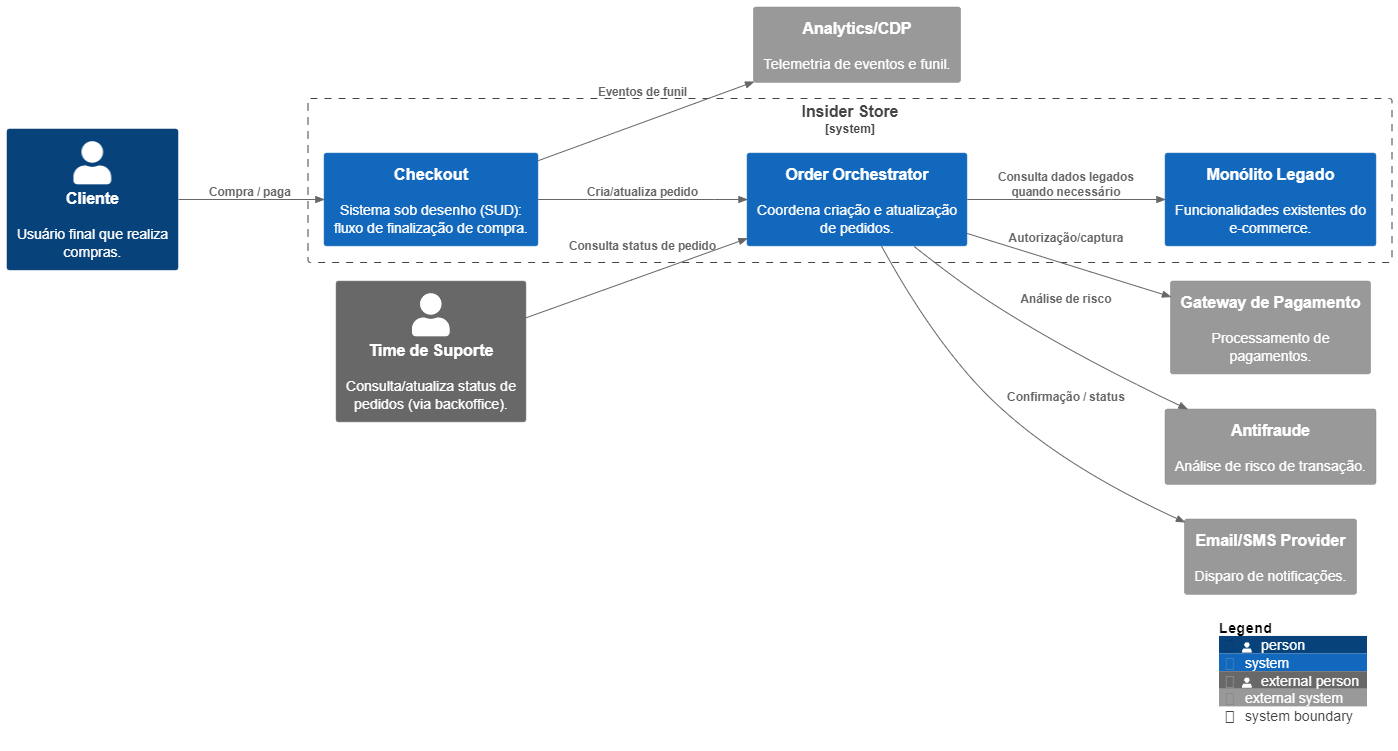 Analytics/CDP
Telemetria de eventos e funil.
Eventos de funil
Insider Store
[system]
Cliente
Usuário final que realiza
compras.
Compra / paga
Checkout
Sistema sob desenho (SUD):
fluxo de finalização de compra.
Cria/atualiza pedido
Consulta status de pedido
Order Orchestrator
Coordena criação e atualização
de pedidos.
Consulta dados legados
quando necessário
Monólito Legado
Funcionalidades existentes do
e-commerce.
Autorização/captura
Time de Suporte
Consulta/atualiza status de
pedidos (via backoffice).
Gateway de Pagamento
Processamento de
pagamentos.
Análise de risco
Confirmação / status
Antifraude
Análise de risco de transação.
Email/SMS Provider
Disparo de notificações.
Legend
person
system
external person
external system
system boundary